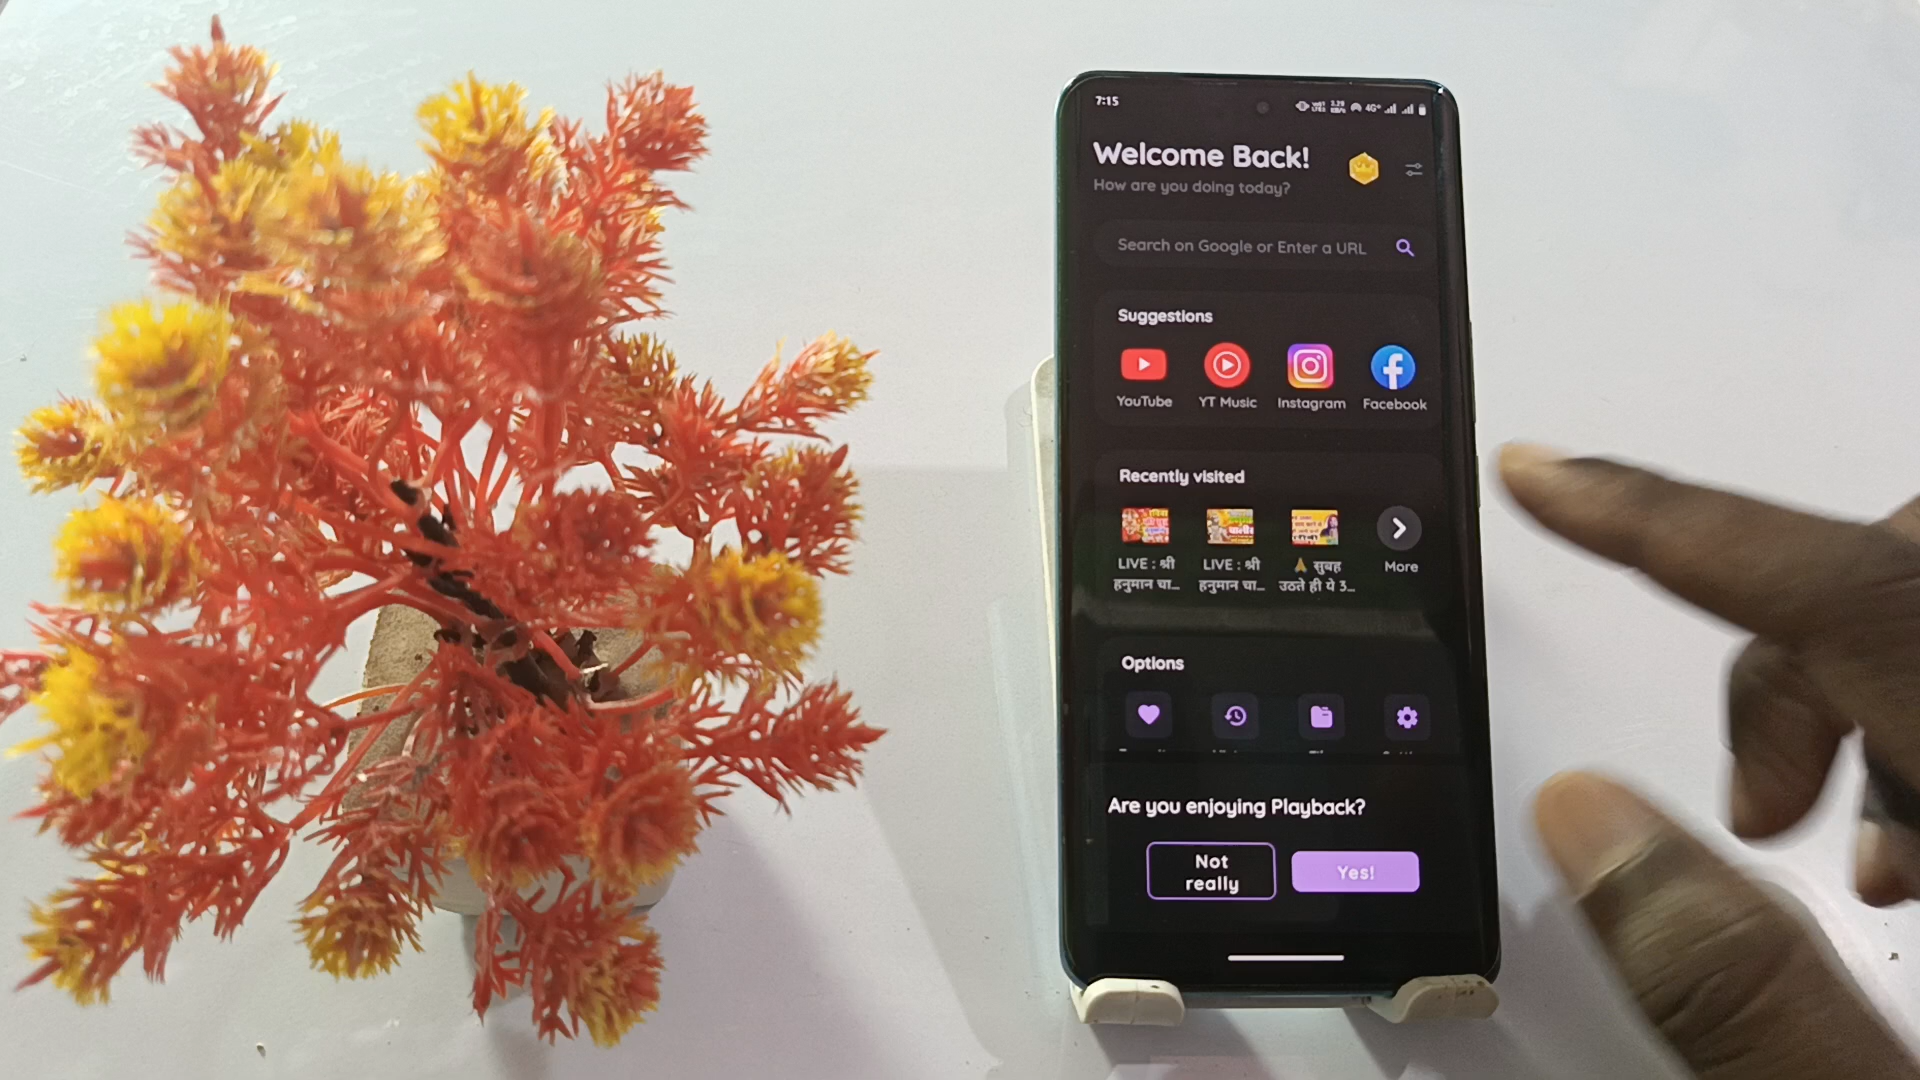 7:15
4G+
Welcome Back!
How are you doing today?
Search on Google or Enter a URL
Suggestions
YouTube
YT Music
Instagram
Facebook
Recently visited
LIVE : श्री
हनुमान चा...
LIVE : श्री
हनुमान चा...
🙏 सुबह
उठते ही ये 3...
More
Options
Are you enjoying Playback?
Not
really
Yes!